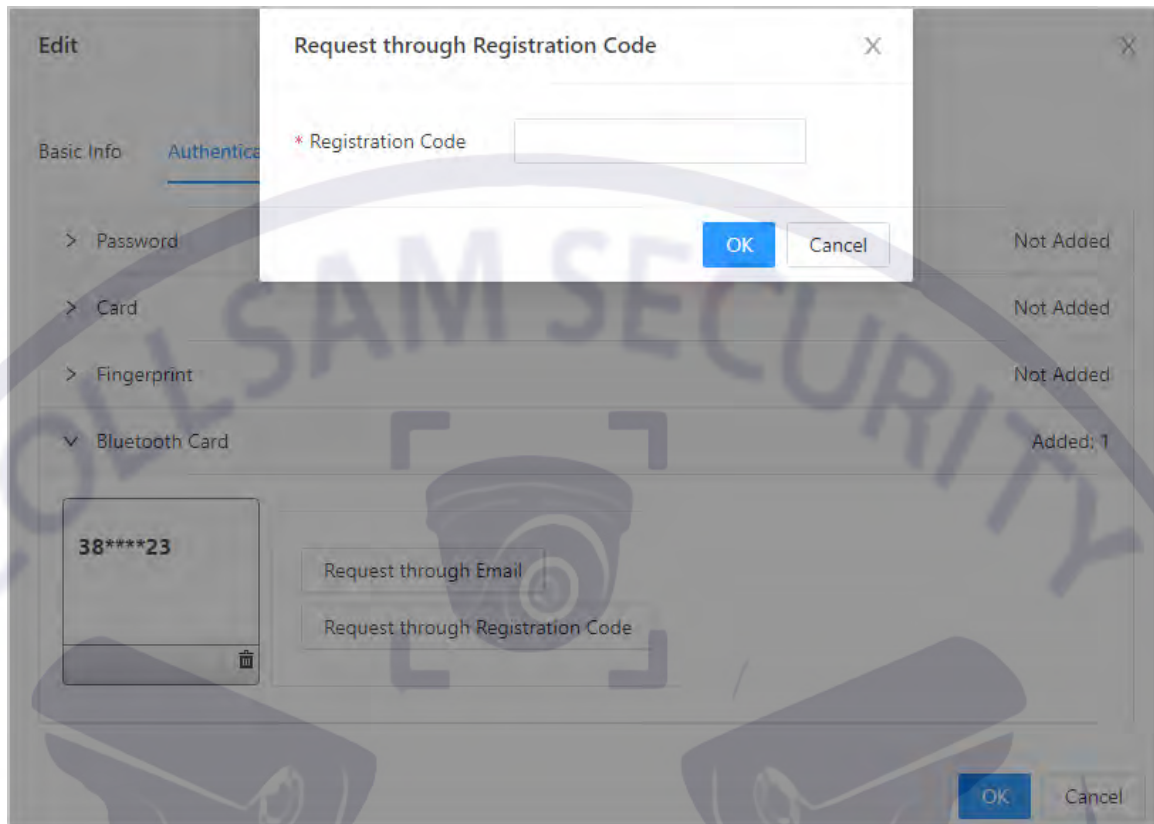 Edit
Request through Registration Code
X
X
Basic Info
Authentica
* Registration Code
OK
Cancel
> Password
Not Added
> Card
Not Added
> Fingerprint
Not Added
Bluetooth Card
Added: 1
38****23
Request through Email
Request through Registration Code
OK
Cancel
OLLSAM SECURITY